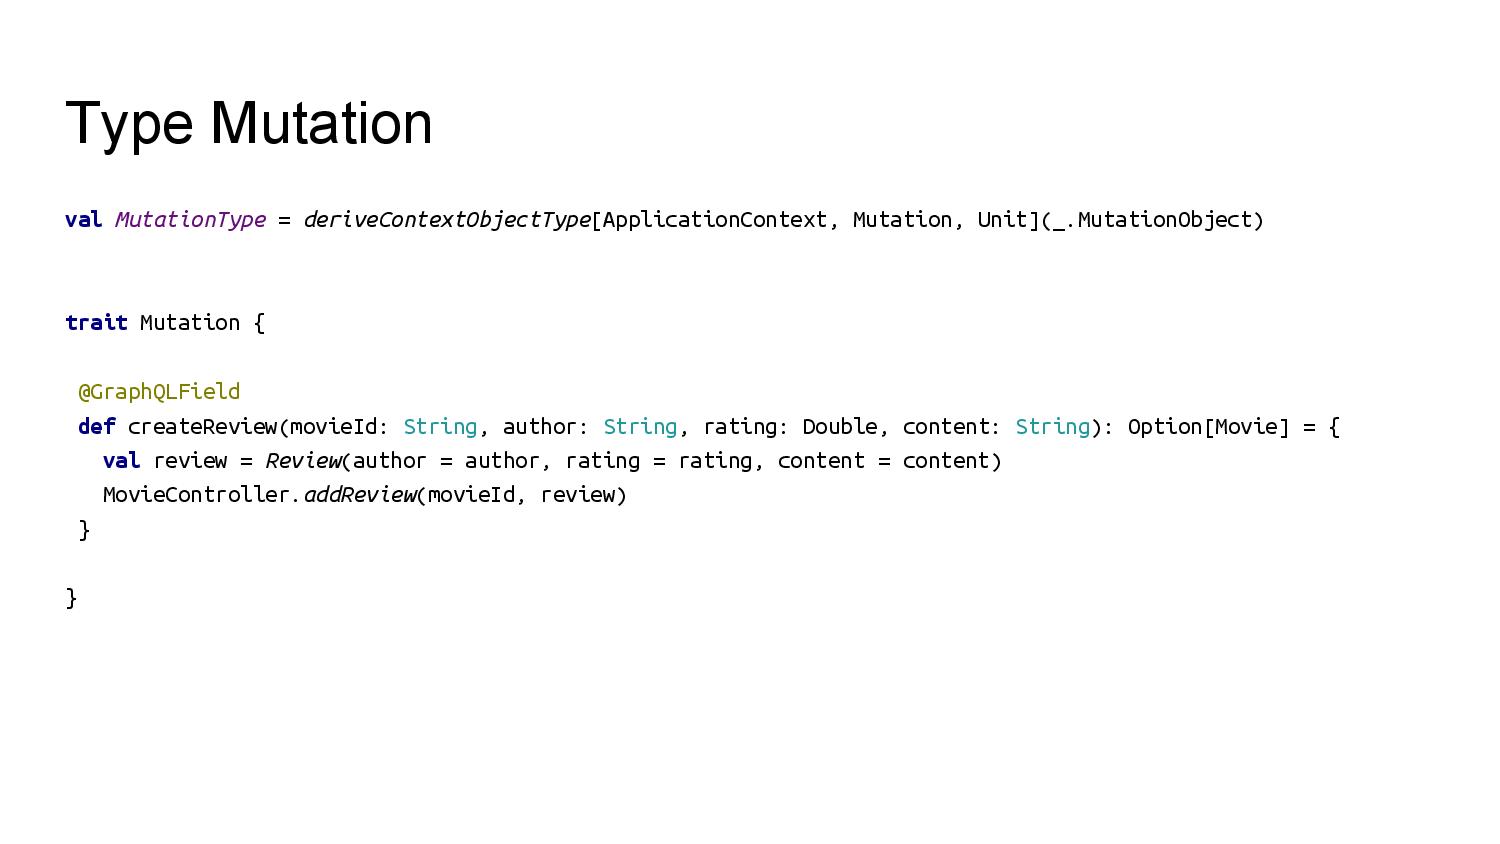 Type Mutation
val MutationType = deriveContextObjectType[ApplicationContext, Mutation, Unit](_.MutationObject)
trait Mutation {
@GraphQLField
def createReview(movieId: String, author: String, rating: Double, content: String): Option[Movie] = {
val review = Review(author = author, rating = rating, content = content)
MovieController.addReview(movieId, review)
}
}